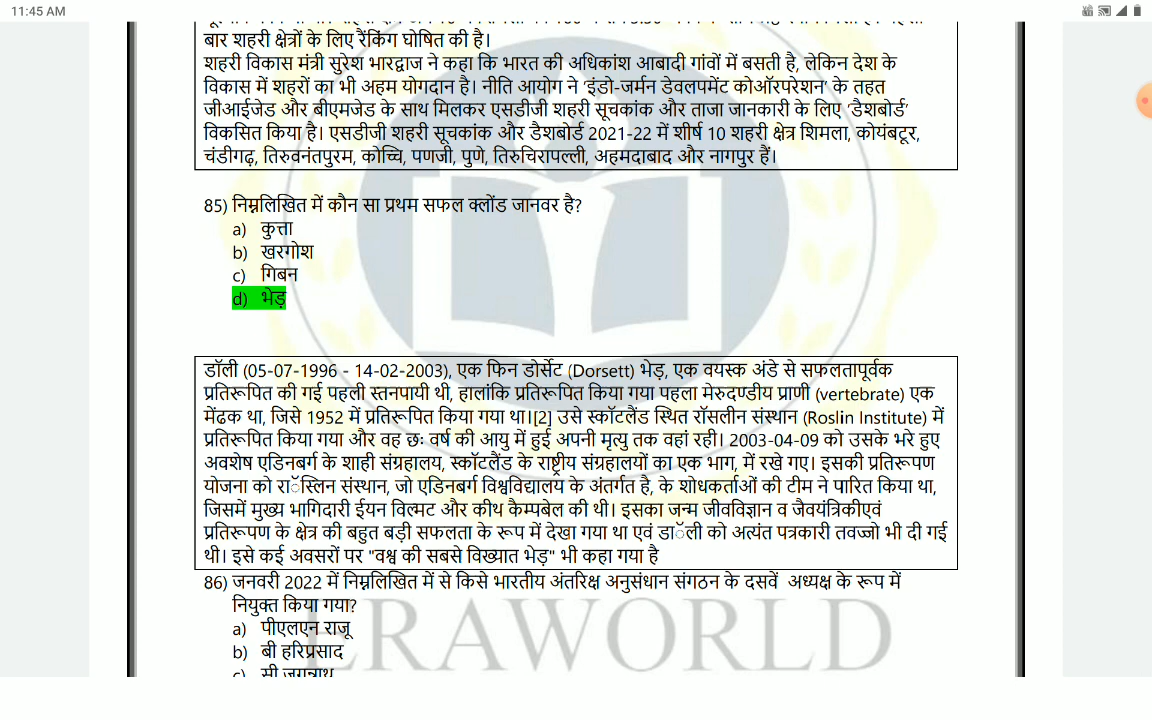 11:45 AM
बार शहरी क्षेत्रों के लिए रैंकिंग घोषित की है।
शहरी विकास मंत्री सुरेश भारद्वाज ने कहा कि भारत की अधिकांश आबादी गांवों में बसती है, लेकिन देश के
विकास में शहरों का भी अहम योगदान है। नीति आयोग ने 'इंडो-जर्मन डेवलपमेंट कोऑरपरेशन' के तहत
जीआईजेड और बीएमजेड के साथ मिलकर एसडीजी शहरी सूचकांक और ताजा जानकारी के लिए 'डैशबोर्ड'
विकसित किया है। एसडीजी शहरी सूचकांक और डैशबोर्ड 2021-22 में शीर्ष 10 शहरी क्षेत्र शिमला, कोयंबटूर,
चंडीगढ़, तिरुवनंतपुरम, कोच्चि, पणजी, पुणे, तिरुचिरापल्ली, अहमदाबाद और नागपुर हैं।
85) निम्नलिखित में कौन सा प्रथम सफल क्लोंड जानवर है?
a) कुत्ता
b) खरगोश
c) गिबन
d) भेड़
डॉली (05-07-1996 - 14-02-2003), एक फिन डोर्सेट (Dorsett) भेड़, एक वयस्क अंडे से सफलतापूर्वक
प्रतिरूपित की गई पहली स्तनपायी थी, हालांकि प्रतिरूपित किया गया पहला मेरुदण्डीय प्राणी (vertebrate) एक
मेंढक था, जिसे 1952 में प्रतिरूपित किया गया था।[2] उसे स्कॉटलैंड स्थित रॉसलीन संस्थान (Roslin Institute) में
प्रतिरूपित किया गया और वह छः वर्ष की आयु में हुई अपनी मृत्यु तक वहां रही। 2003-04-09 को उसके भरे हुए
अवशेष एडिनबर्ग के शाही संग्रहालय, स्कॉटलैंड के राष्ट्रीय संग्रहालयों का एक भाग, में रखे गए। इसकी प्रतिरूपण
योजना को राॅस्लिन संस्थान, जो एडिनबर्ग विश्वविद्यालय के अंतर्गत है, के शोधकर्ताओं की टीम ने पारित किया था,
जिसमें मुख्य भागिदारी ईयन विल्मट और कीथ कैम्पबेल की थी। इसका जन्म जीवविज्ञान व जैवयंत्रिकीएवं
प्रतिरूपण के क्षेत्र की बहुत बड़ी सफलता के रूप में देखा गया था एवं डाॅली को अत्यंत पत्रकारी तवज्जो भी दी गई
थी। इसे कई अवसरों पर "वश्व की सबसे विख्यात भेड़" भी कहा गया है
86) जनवरी 2022 में निम्नलिखित में से किसे भारतीय अंतरिक्ष अनुसंधान संगठन के दसवें अध्यक्ष के रूप में
नियुक्त किया गया?
a) पीएलएन राजू
b) बी हरिप्रसाद
ERAWORLD